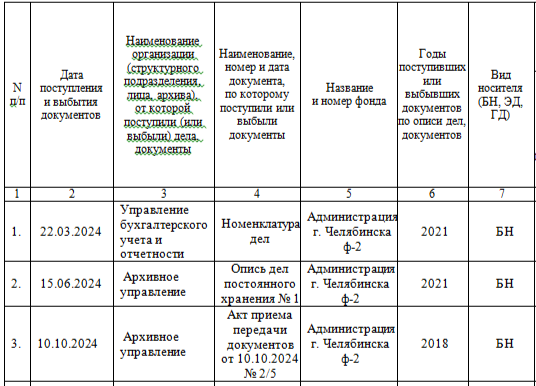 N
п/п
Дата
поступления
и выбытия
документов
Наименование
организации
(структурного
подразделения,
лица, архива),
от которой
поступили (или
выбыли) дела,
документы
Наименование,
номер и дата
документа,
по которому
поступили или
выбыли
документы
Название
и номер фонда
Годы
поступивших
или
выбывших
документов
по описи дел,
документов
Вид
носителя
(БН, ЭД,
ГД)
1 2 3 4 5 6 7
1.
22.03.2024
Управление
бухгалтерского
учета и
отчетности
Номенклатура
дел
Администрация
г. Челябинска
ф-2
2021
БН
2.
15.06.2024
Архивное
управление
Опись дел
постоянного
хранения № 1
Администрация
г. Челябинска
ф-2
2021
БН
3.
10.10.2024
Архивное
управление
Акт приема
передачи
документов
от 10.10.2024
№ 2/5
Администрация
г. Челябинска
ф-2
2018
БН